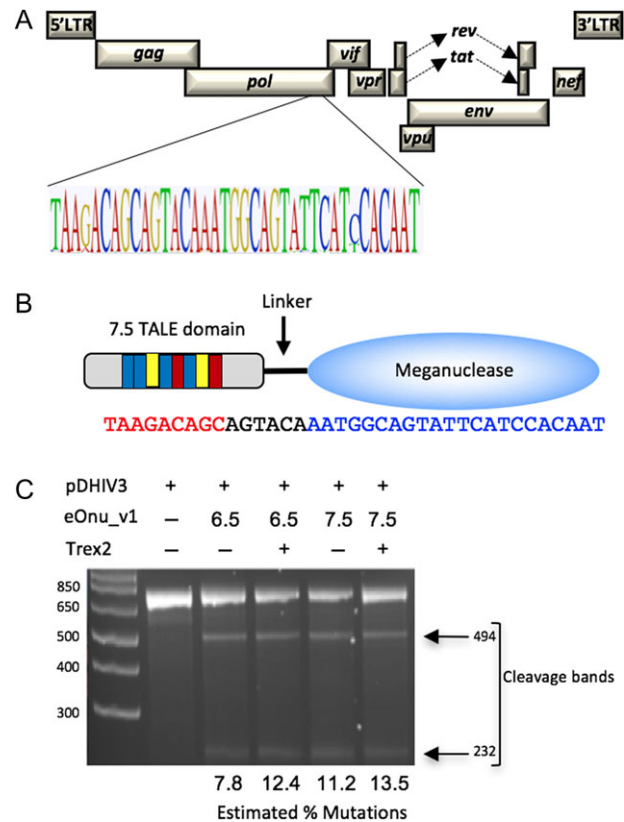 A
5'LTR
3'LTR
gag
vif
rev
pol
vpr
tat
nef
env
vpu
TAAGACAGCAGTACAAATGGCAGTATTCATCCACAAT
B
Linker
7.5 TALE domain
Meganuclease
TAAGACAGCAGTACAAATGGCAGTATTCATCCACAAT
C
pDHIV3 + + + + +
eOnu_v1 – 6.5 6.5 7.5 7.5
Trex2 – – + – +
850
650
500
400
300
494
Cleavage bands
232
7.8 12.4 11.2 13.5
Estimated % Mutations